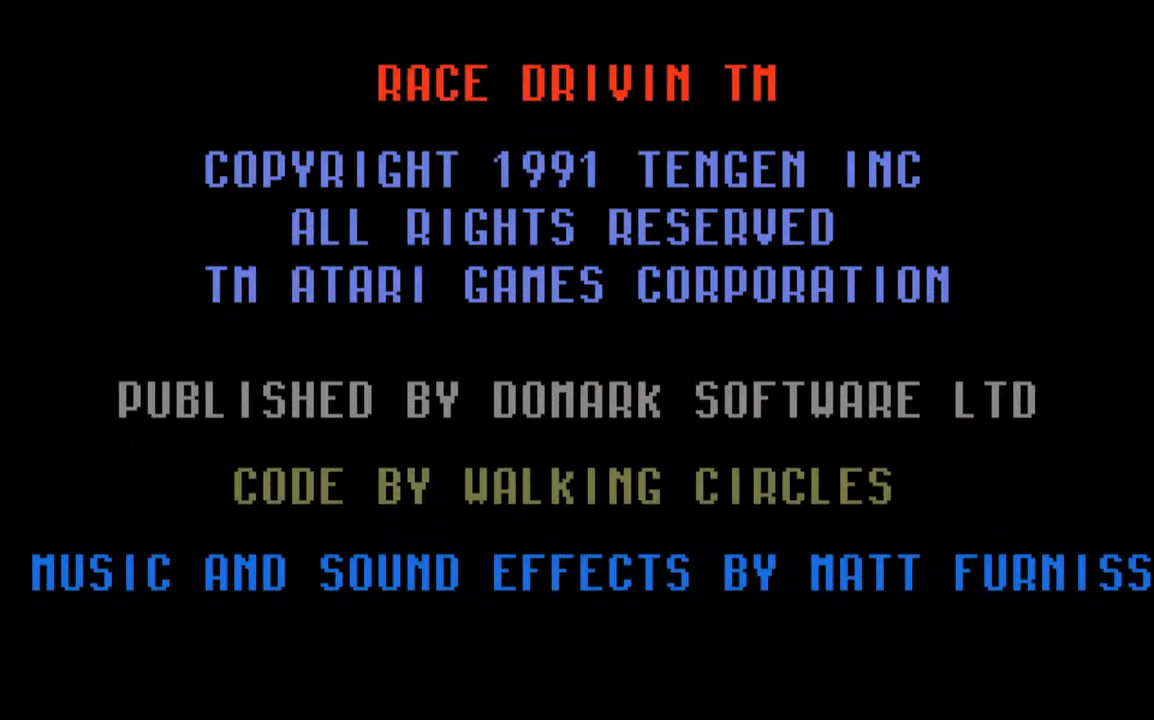 RACE DRIVIN TM
COPYRIGHT 1991 TENGEN INC
ALL RIGHTS RESERVED
TM ATARI GAMES CORPORATION
PUBLISHED BY DOMARK SOFTWARE LTD
CODE BY WALKING CIRCLES
MUSIC AND SOUND EFFECTS BY MATT FURNISS